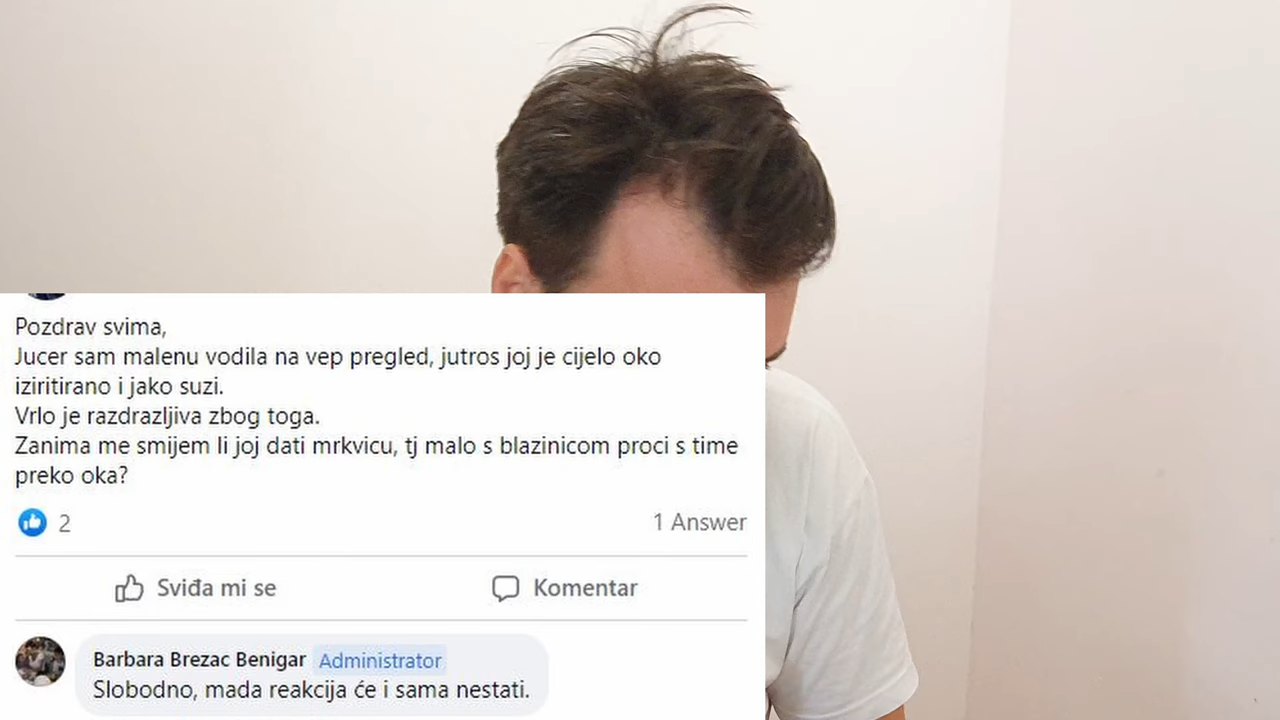 Pozdrav svima,
Jucer sam malenu vodila na vep pregled, jutros joj je cijelo oko
iziritirano i jako suzi.
Vrlo je razdrazljiva zbog toga.
Zanima me smijem li joj dati mrkvicu, tj malo s blazinicom proci s time
preko oka?
2
1 Answer
Sviđa mi se
Komentar
Barbara Brezac Benigar Administrator
Slobodno, mada reakcija će i sama nestati.